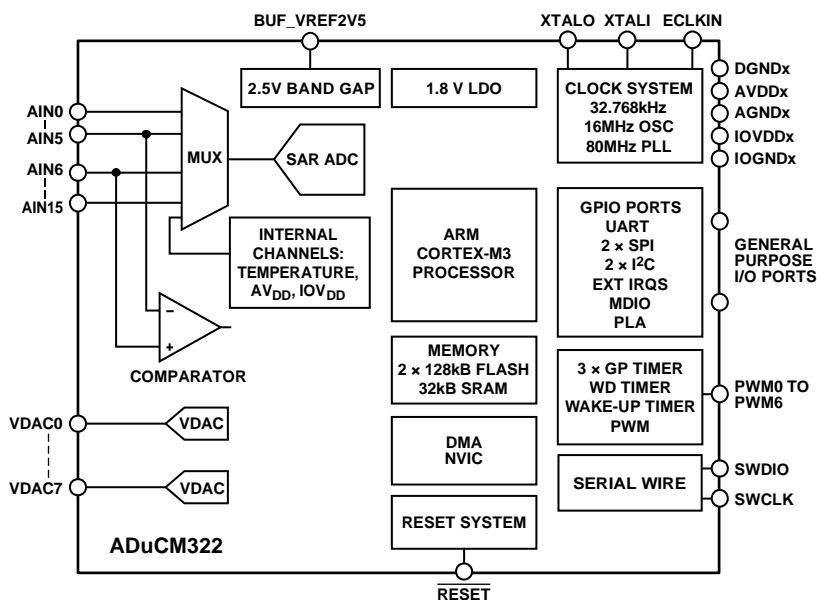 BUF_VREF2V5
XTALO
XTALI
ECLKIN
2.5V BAND GAP
1.8 V LDO
CLOCK SYSTEM
32.768kHz
16MHz OSC
80MHz PLL
DGNDx
AVDDx
AGNDx
IOVDDx
IOGNDx
AIN0
AIN5
AIN6
AIN15
MUX
SAR ADC
INTERNAL
CHANNELS:
TEMPERATURE,
AVDD, IOVDD
ARM
CORTEX-M3
PROCESSOR
GPIO PORTS
UART
2 × SPI
2 × I2C
EXT IRQS
MDIO
PLA
GENERAL
PURPOSE
I/O PORTS
–
+
COMPARATOR
MEMORY
2 × 128kB FLASH
32kB SRAM
3 × GP TIMER
WD TIMER
WAKE-UP TIMER
PWM
PWM0 TO
PWM6
VDAC0
VDAC
VDAC7
VDAC
DMA
NVIC
SERIAL WIRE
SWDIO
SWCLK
RESET SYSTEM
ADuCM322
RESET